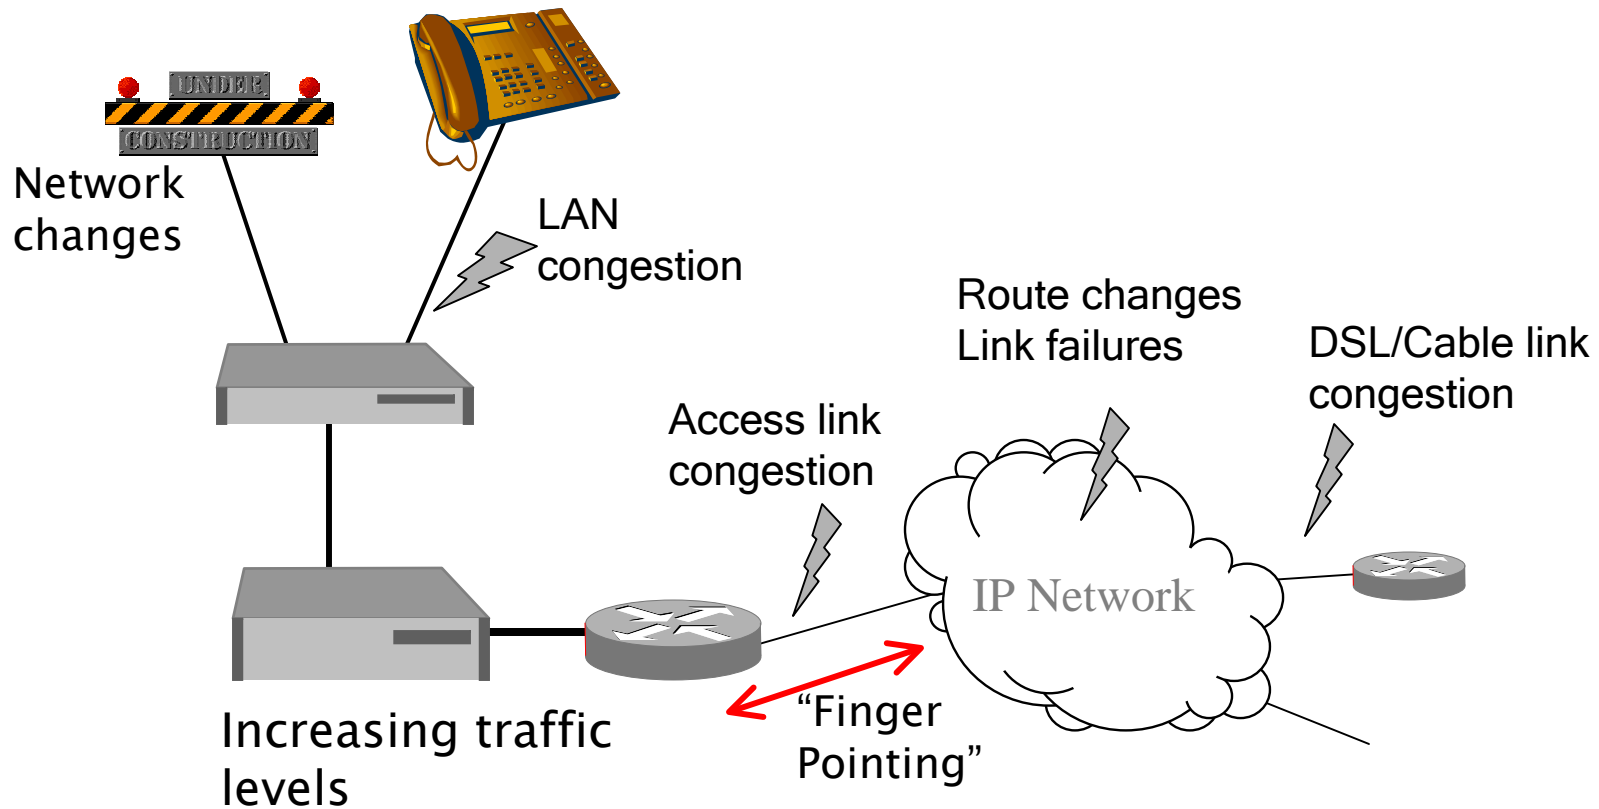 UNDER
CONSTRUCTION
Network
changes
LAN
congestion
Route changes
Link failures
DSL/Cable link
congestion
Access link
congestion
IP Network
“Finger
Pointing”
Increasing traffic
levels